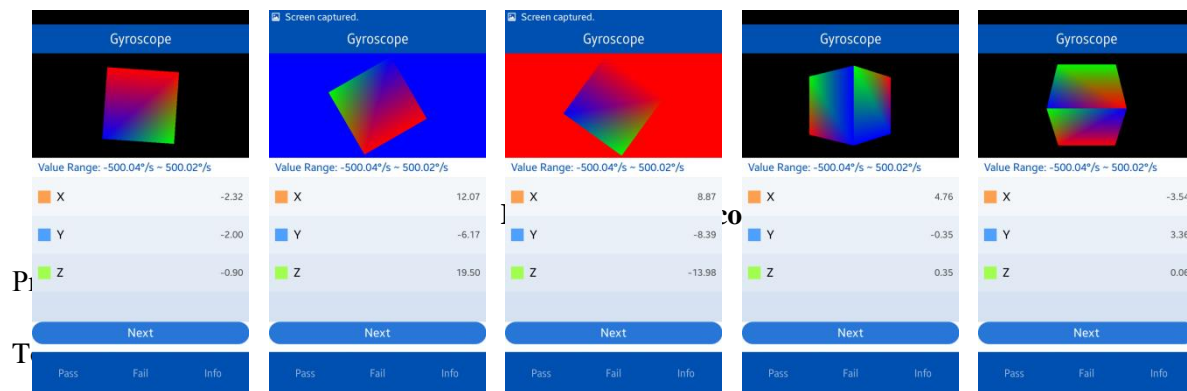 Screen captured.
Screen captured.
Gyroscope
Gyroscope
Gyroscope
Gyroscope
Gyroscope
Value Range: -500.04°/s ~ 500.02°/s
Value Range: -500.04°/s ~ 500.02°/s
Value Range: -500.04°/s ~ 500.02°/s
Value Range: -500.04°/s ~ 500.02°/s
Value Range: -500.04°/s ~ 500.02°/s
X -2.32
X 12.07
X 8.87
X 4.76
X -3.54
Y -2.00
Y -6.17
Y -8.39
Y -0.35
Y 3.36
Z -0.90
Z 19.50
Z -13.98
Z 0.35
Z 0.06
Next
Next
Next
Next
Next
Pass Fail Info
Pass Fail Info
Pass Fail Info
Pass Fail Info
Pass Fail Info